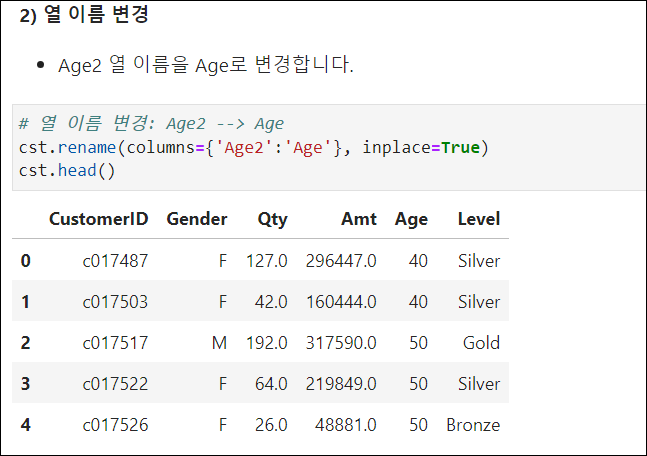 2) 열 이름 변경
• Age2 열 이름을 Age로 변경합니다.
# 열 이름 변경: Age2 --> Age
cst.rename(columns={'Age2':'Age'}, inplace=True)
cst.head()
CustomerID Gender Qty Amt Age Level
0 c017487 F 127.0 296447.0 40 Silver
1 c017503 F 42.0 160444.0 40 Silver
2 c017517 M 192.0 317590.0 50 Gold
3 c017522 F 64.0 219849.0 50 Silver
4 c017526 F 26.0 48881.0 50 Bronze